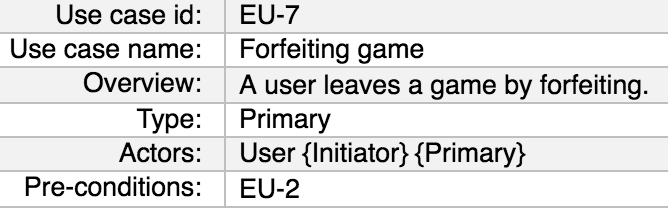 Use case id: EU-7
Use case name: Forfeiting game
Overview: A user leaves a game by forfeiting.
Type: Primary
Actors: User {Initiator} {Primary}
Pre-conditions: EU-2